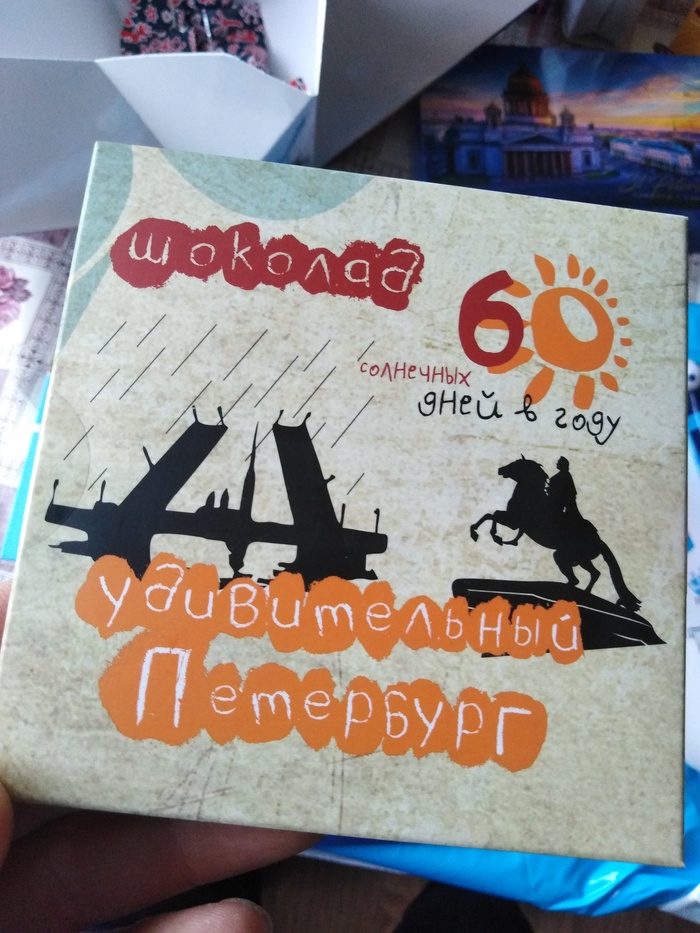 шоколад
60
солнечных
дней в году
удивительный
Петербург